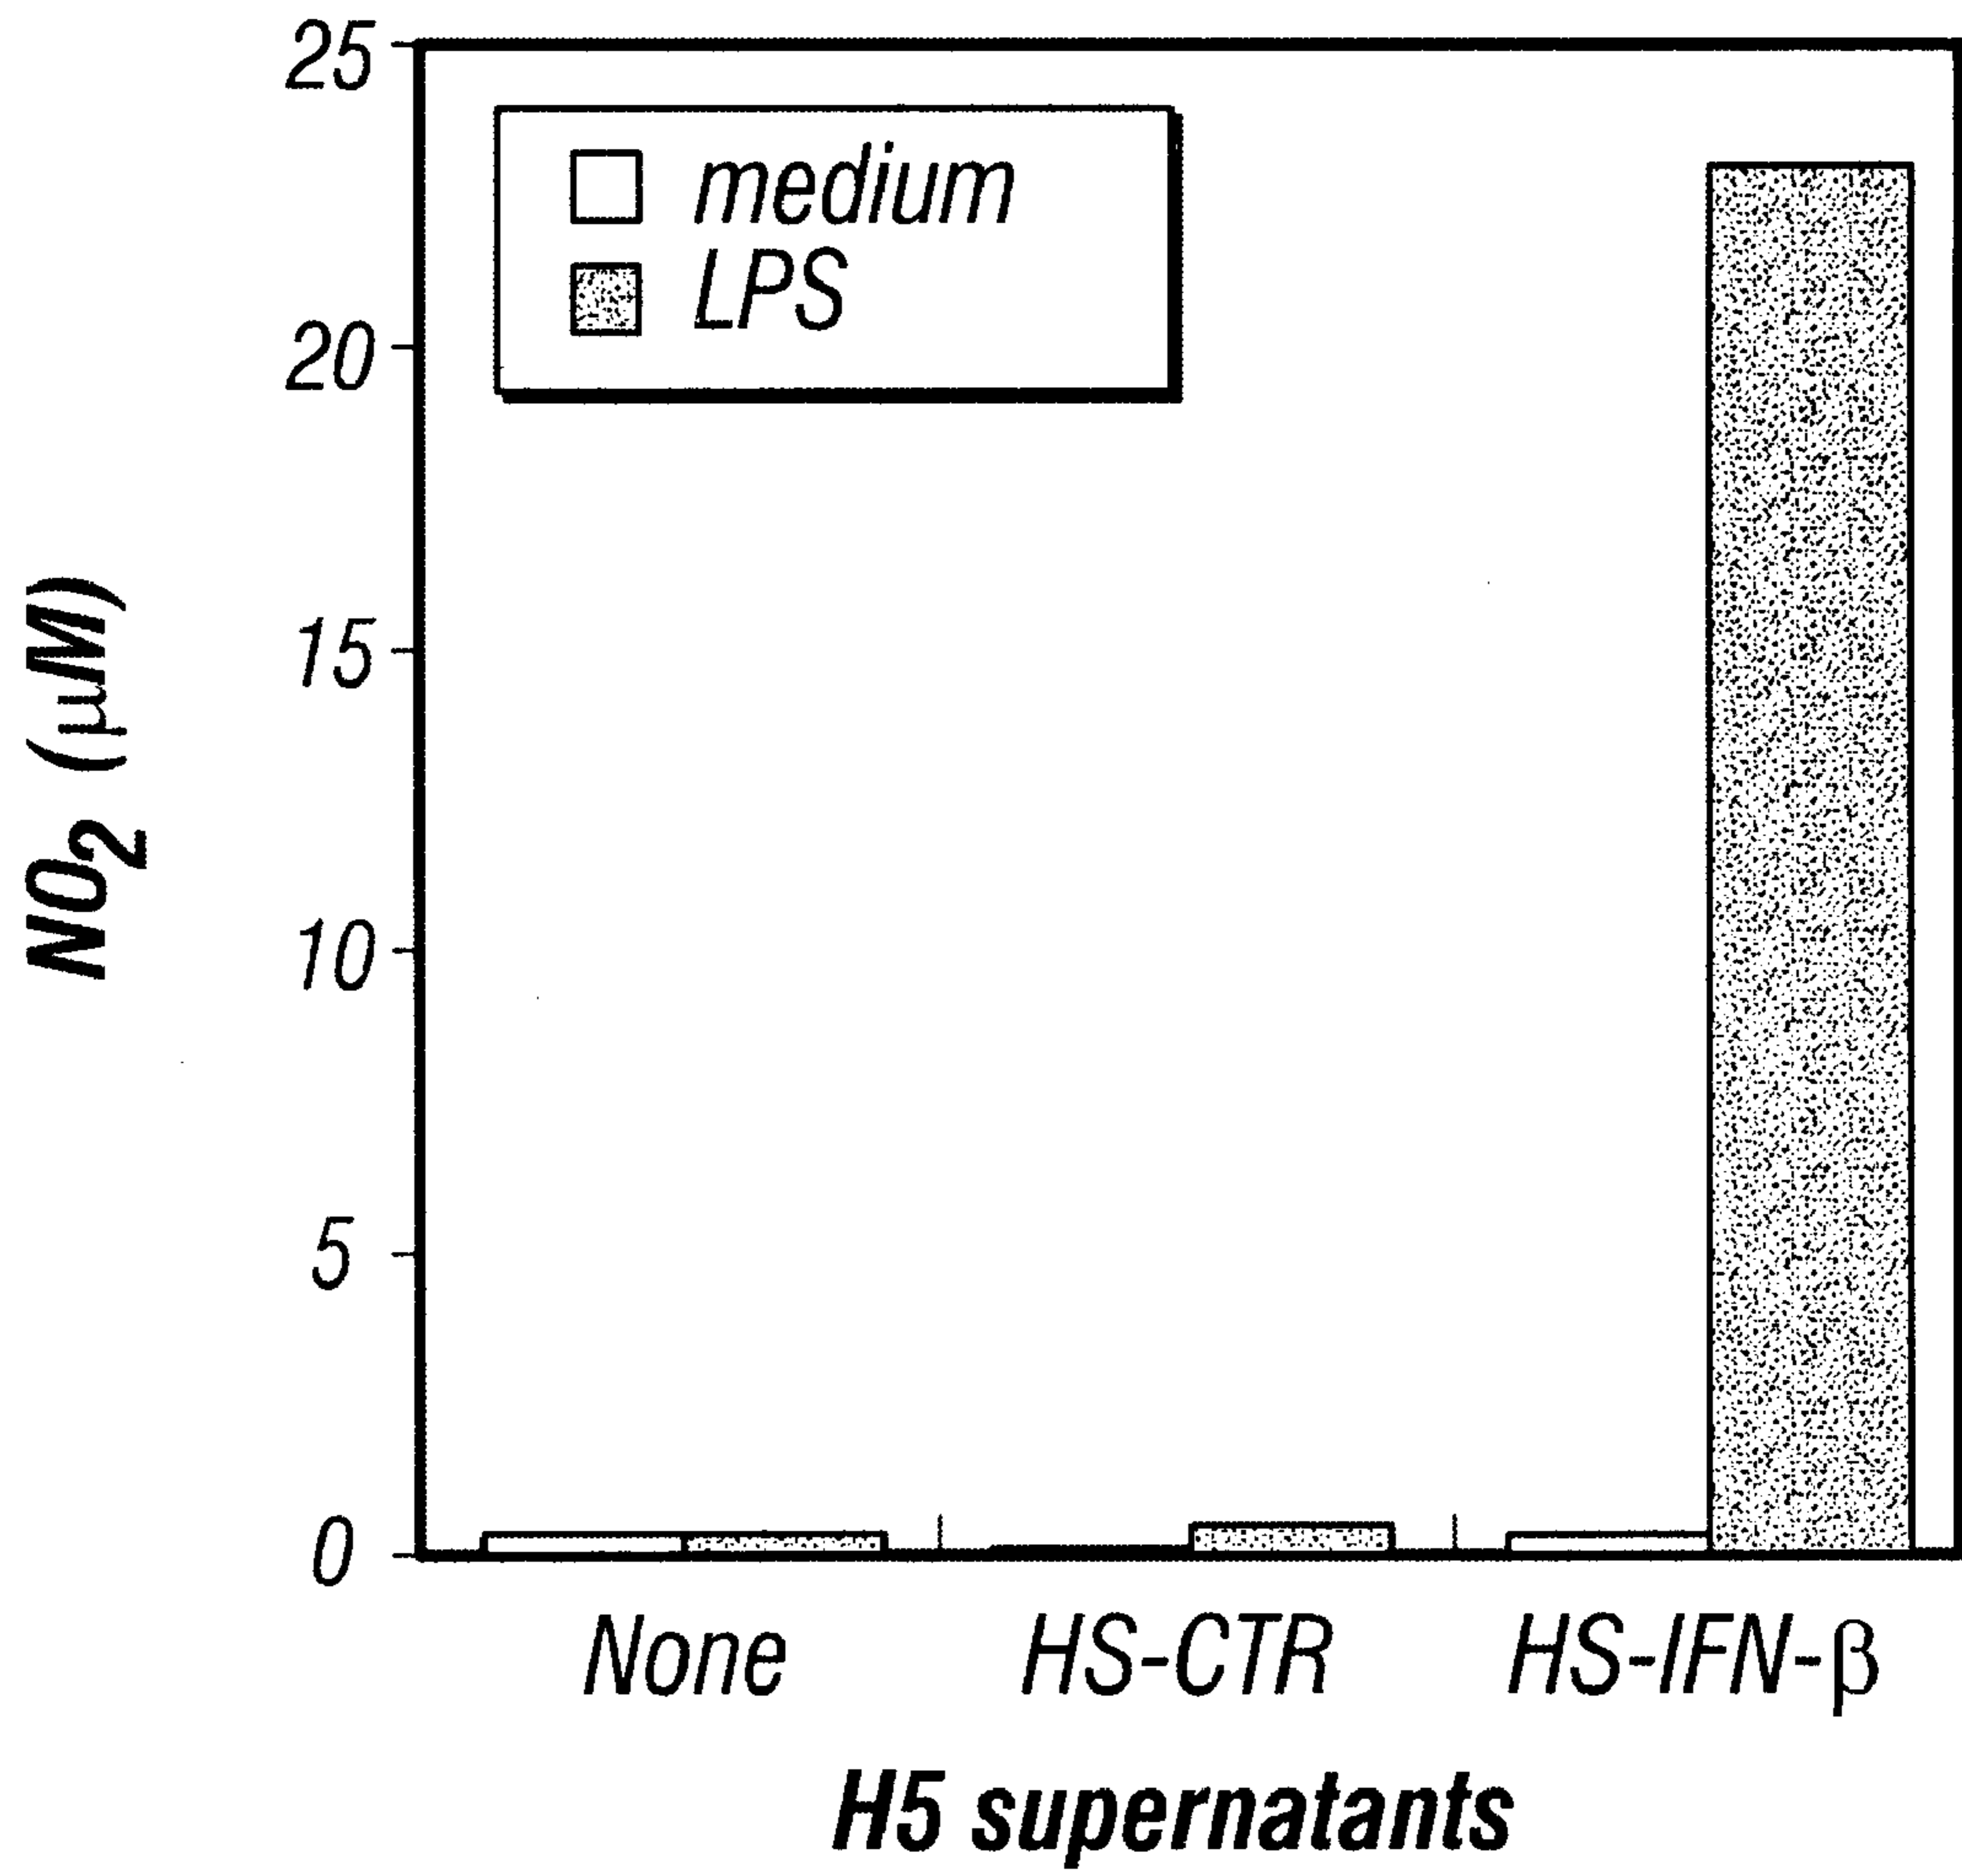 25
medium
LPS
20
15
10
5
0
NO2 (μM)
None HS-CTR HS-IFN-β
H5 supernatants